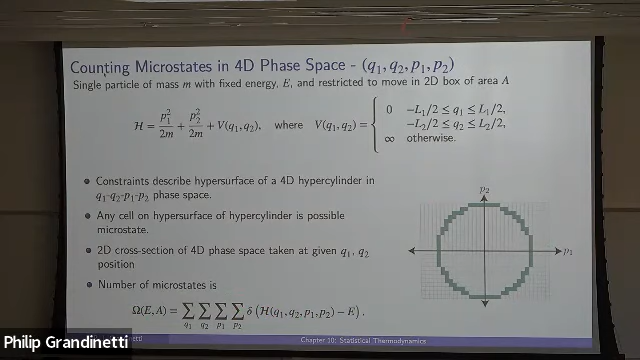 Counting Microstates in 4D Phase Space - (q₁, q₂, p₁, p₂)
Single particle of mass m with fixed energy, E, and restricted to move in 2D box of area A
ℋ = p₁²/2m + p₂²/2m + V(q₁, q₂), where V(q₁, q₂) = { 0 −L₁/2 ≤ q₁ ≤ L₁/2,
−L₂/2 ≤ q₂ ≤ L₂/2,
∞ otherwise.
• Constraints describe hypersurface of a 4D hypercylinder in
q₁-q₂-p₁-p₂ phase space.
• Any cell on hypersurface of hypercylinder is possible
microstate.
• 2D cross-section of 4D phase space taken at given q₁, q₂
position
• Number of microstates is
Ω(E, A) = ∑q₁ ∑q₂ ∑p₁ ∑p₂ δ (ℋ(q₁, q₂, p₁, p₂) − E).
p₂
p₁
Philip Grandinetti
Chapter 10: Statistical Thermodynamics